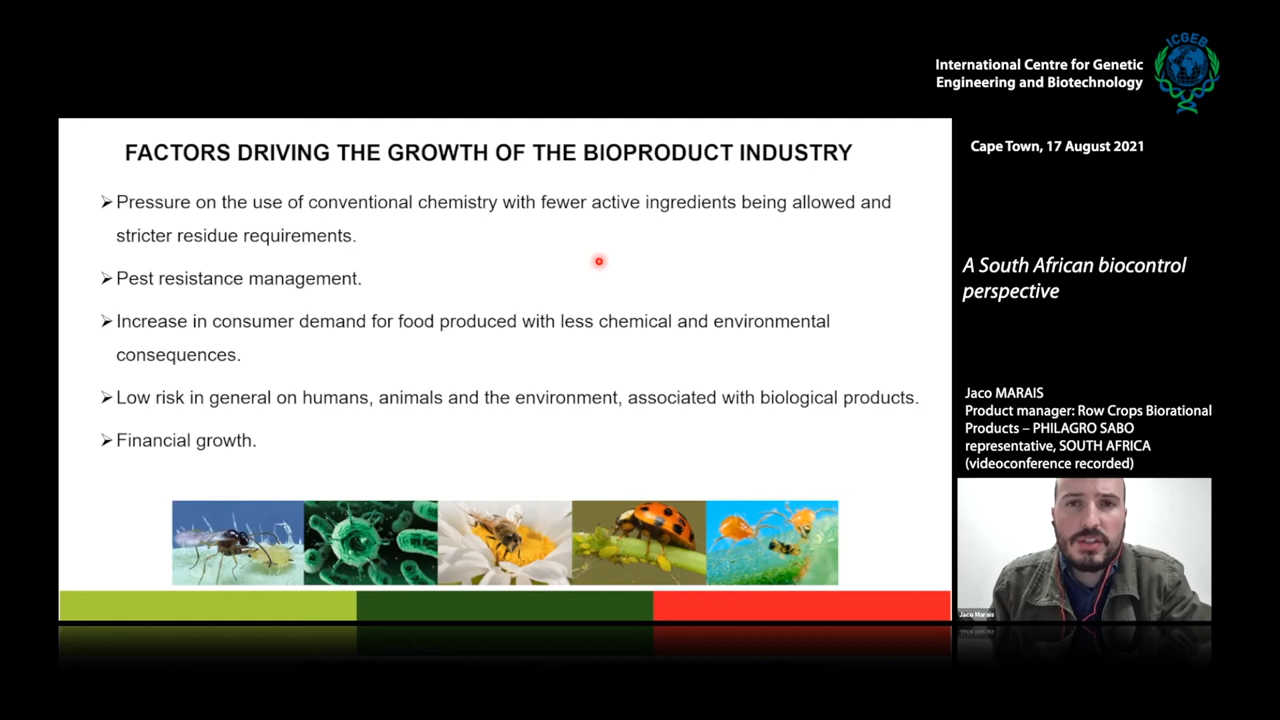 ICGEB
International Centre for Genetic
Engineering and Biotechnology
Cape Town, 17 August 2021
FACTORS DRIVING THE GROWTH OF THE BIOPRODUCT INDUSTRY
➢Pressure on the use of conventional chemistry with fewer active ingredients being allowed and
stricter residue requirements.
➢Pest resistance management.
➢Increase in consumer demand for food produced with less chemical and environmental
consequences.
➢Low risk in general on humans, animals and the environment, associated with biological products.
➢Financial growth.
A South African biocontrol
perspective
Jaco MARAIS
Product manager: Row Crops Biorational
Products – PHILAGRO SABO
representative, SOUTH AFRICA
(videoconference recorded)
Jaco Marais